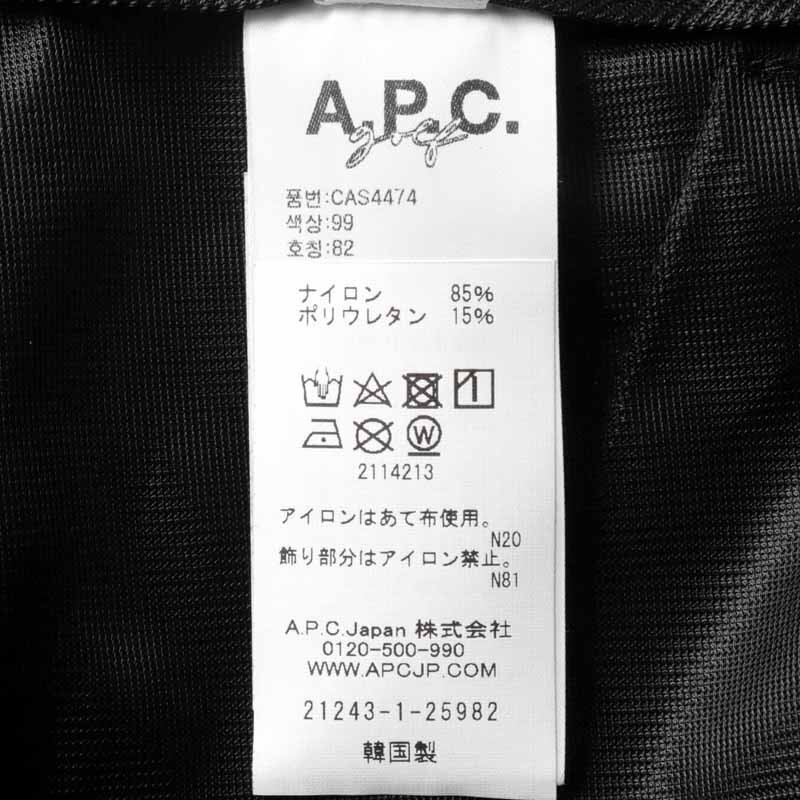 A.P.C.
golf
품번:CAS4474
색상:99
호칭:82
ナイロン 85%
ポリウレタン 15%
W
2114213
アイロンはあて布使用。
N20
飾り部分はアイロン禁止。
N81
A.P.C.Japan 株式会社
0120-500-990
WWW.APCJP.COM
21243-1-25982
韓国製